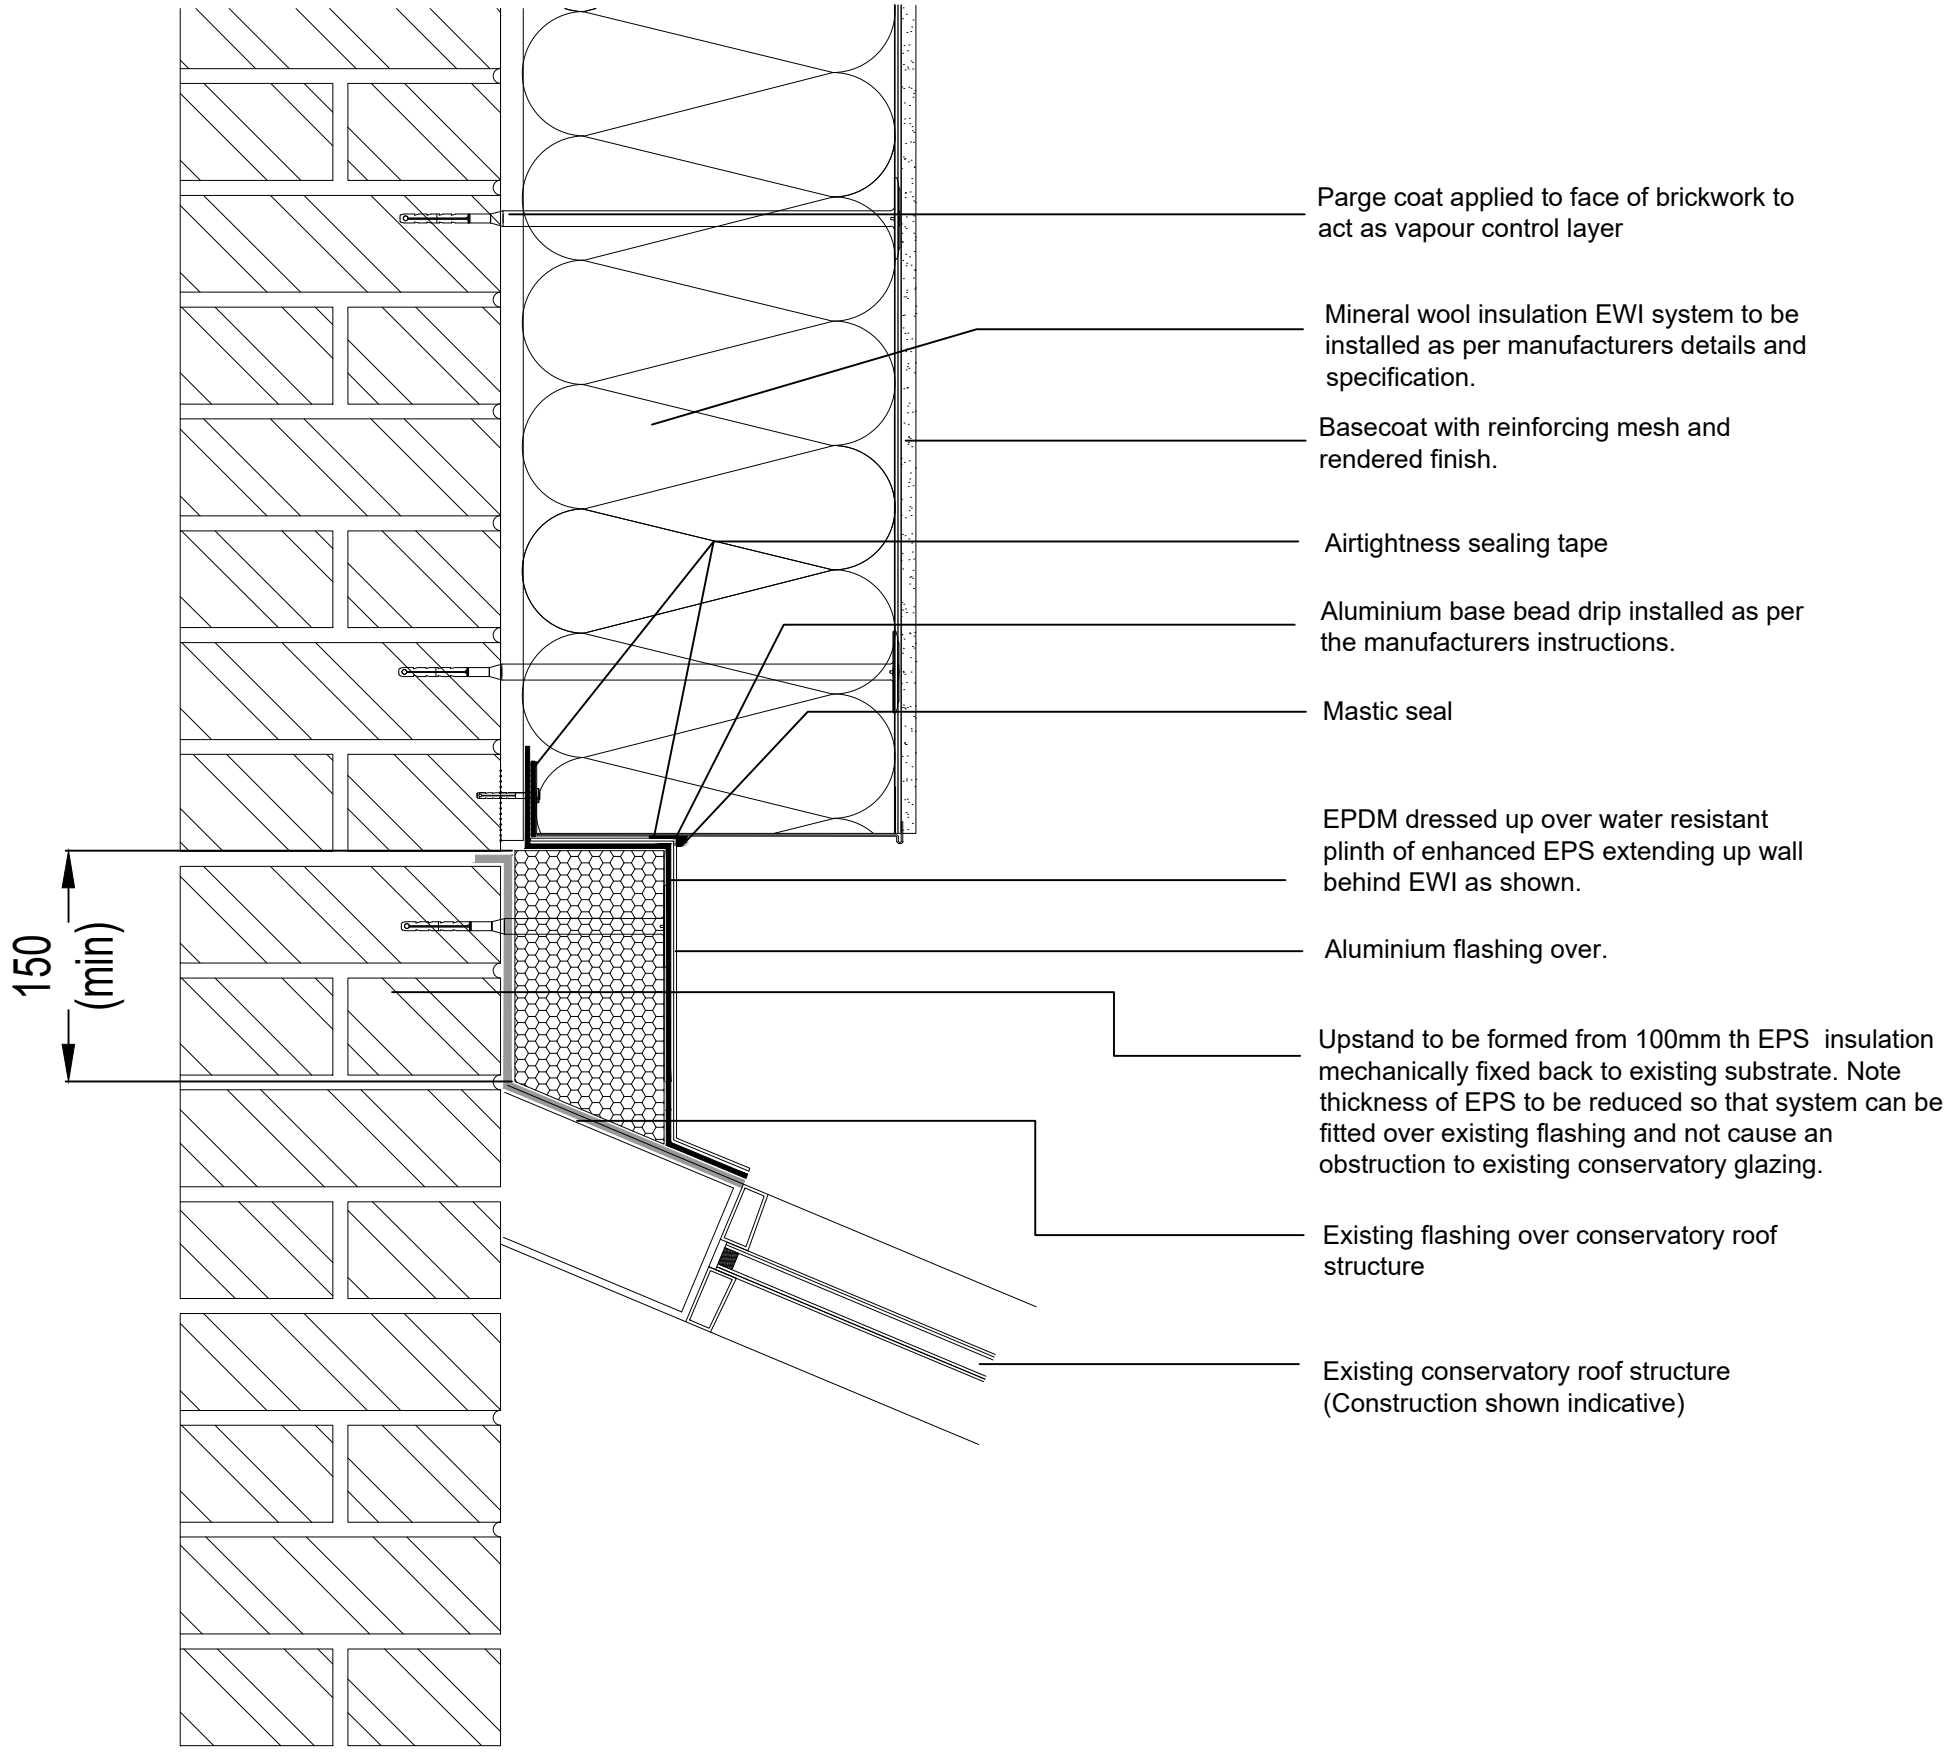 Parge coat applied to face of brickwork to
act as vapour control layer
Mineral wool insulation EWI system to be
installed as per manufacturers details and
specification.
Basecoat with reinforcing mesh and
rendered finish.
Airtightness sealing tape
Aluminium base bead drip installed as per
the manufacturers instructions.
Mastic seal
EPDM dressed up over water resistant
plinth of enhanced EPS extending up wall
behind EWI as shown.
150
(min)
Aluminium flashing over.
Upstand to be formed from 100mm th EPS insulation
mechanically fixed back to existing substrate. Note
thickness of EPS to be reduced so that system can be
fitted over existing flashing and not cause an
obstruction to existing conservatory glazing.
Existing flashing over conservatory roof
structure
Existing conservatory roof structure
(Construction shown indicative)